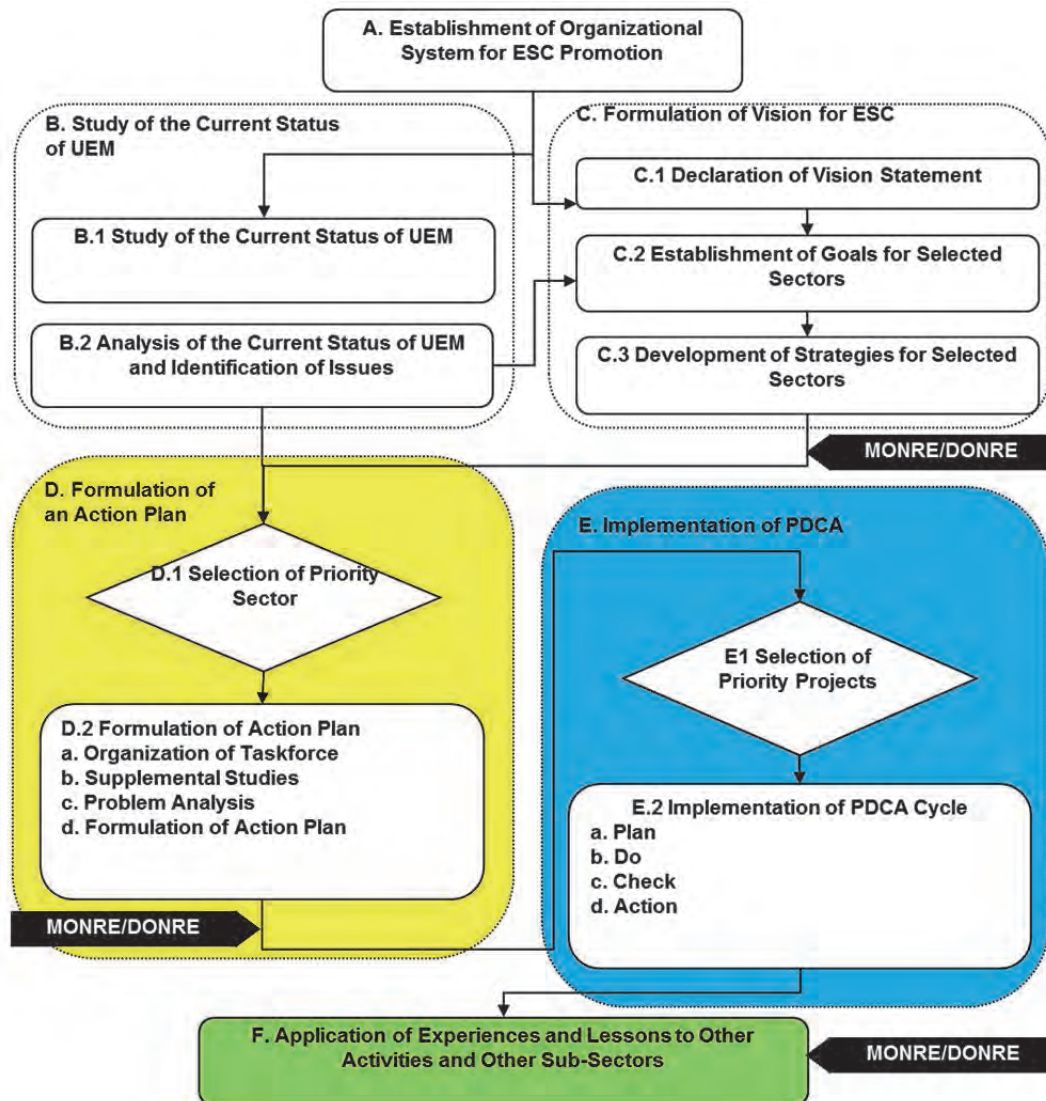 A. Establishment of Organizational
System for ESC Promotion
B. Study of the Current Status
of UEM
B.1 Study of the Current Status of UEM
B.2 Analysis of the Current Status of UEM
and Identification of Issues
C. Formulation of Vision for ESC
C.1 Declaration of Vision Statement
C.2 Establishment of Goals for Selected
Sectors
C.3 Development of Strategies for Selected
Sectors
MONRE/DONRE
D. Formulation of
an Action Plan
D.1 Selection of Priority
Sector
D.2 Formulation of Action Plan
a. Organization of Taskforce
b. Supplemental Studies
c. Problem Analysis
d. Formulation of Action Plan
MONRE/DONRE
E. Implementation of PDCA
E1 Selection of
Priority Projects
E.2 Implementation of PDCA Cycle
a. Plan
b. Do
c. Check
d. Action
F. Application of Experiences and Lessons to Other
Activities and Other Sub-Sectors
MONRE/DONRE